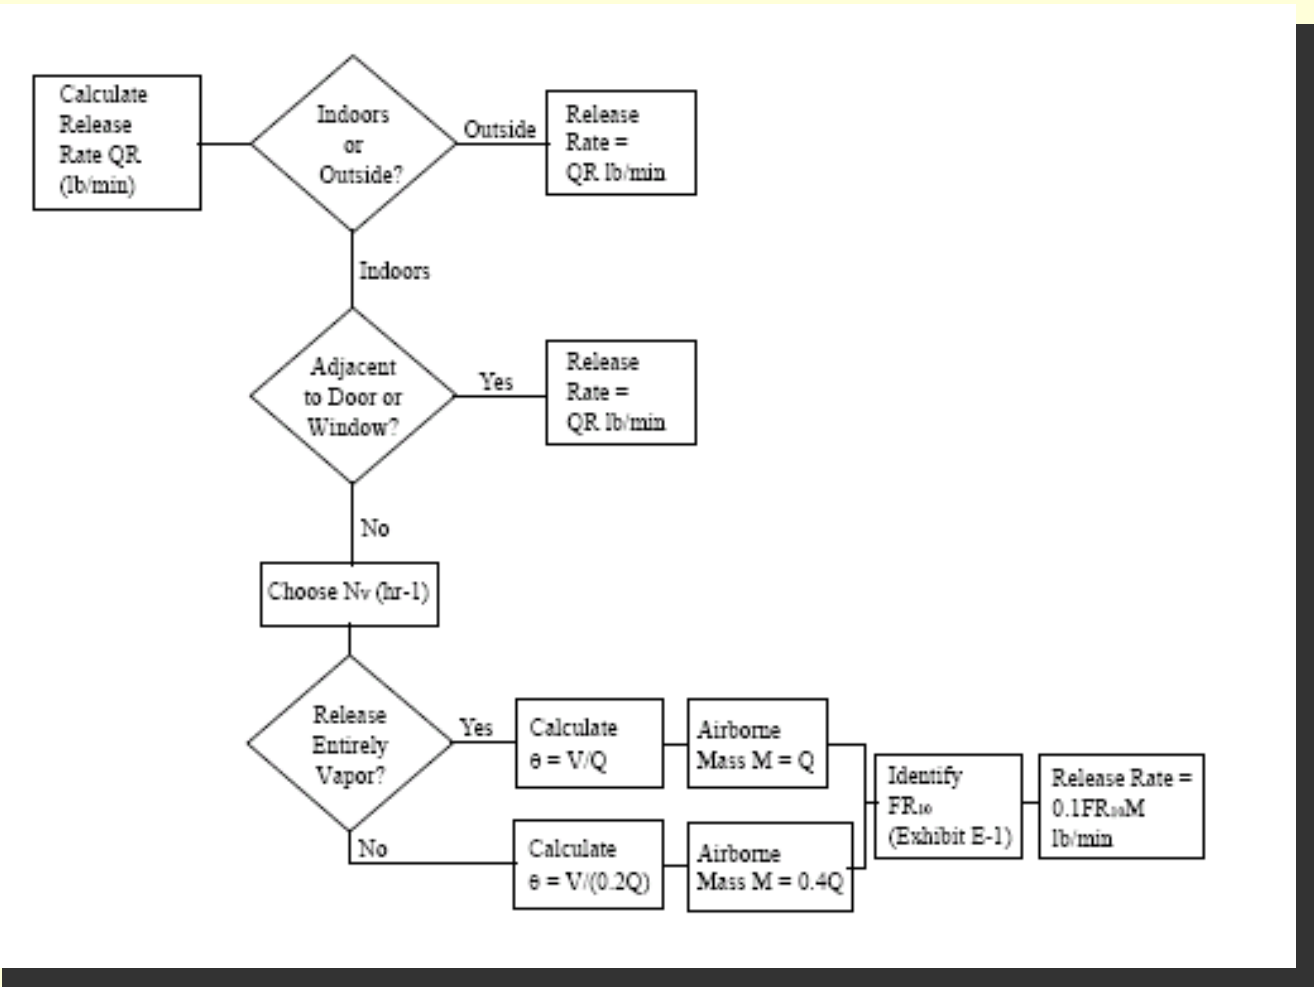 Calculate
Release
Rate QR
(lb/min)
Indoors
or
Outside?
Outside
Release
Rate =
QR lb/min
Indoors
Adjacent
to Door or
Window?
Yes
Release
Rate =
QR lb/min
No
Choose Nv (hr-1)
Release
Entirely
Vapor?
Yes
Calculate
θ = V/Q
Airborne
Mass M = Q
No
Calculate
θ = V/(0.2Q)
Airborne
Mass M = 0.4Q
Identify
FR₁₀
(Exhibit E-1)
Release Rate =
0.1FR₁₀M
lb/min